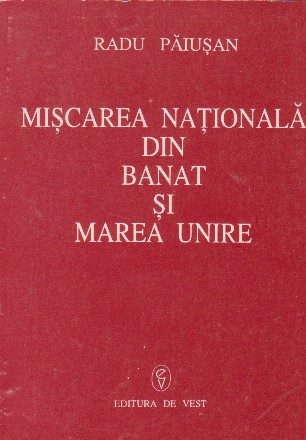 RADU PĂIUȘAN
MIȘCAREA NAȚIONALĂ
DIN
BANAT
ȘI
MAREA UNIRE
EDITURA DE VEST